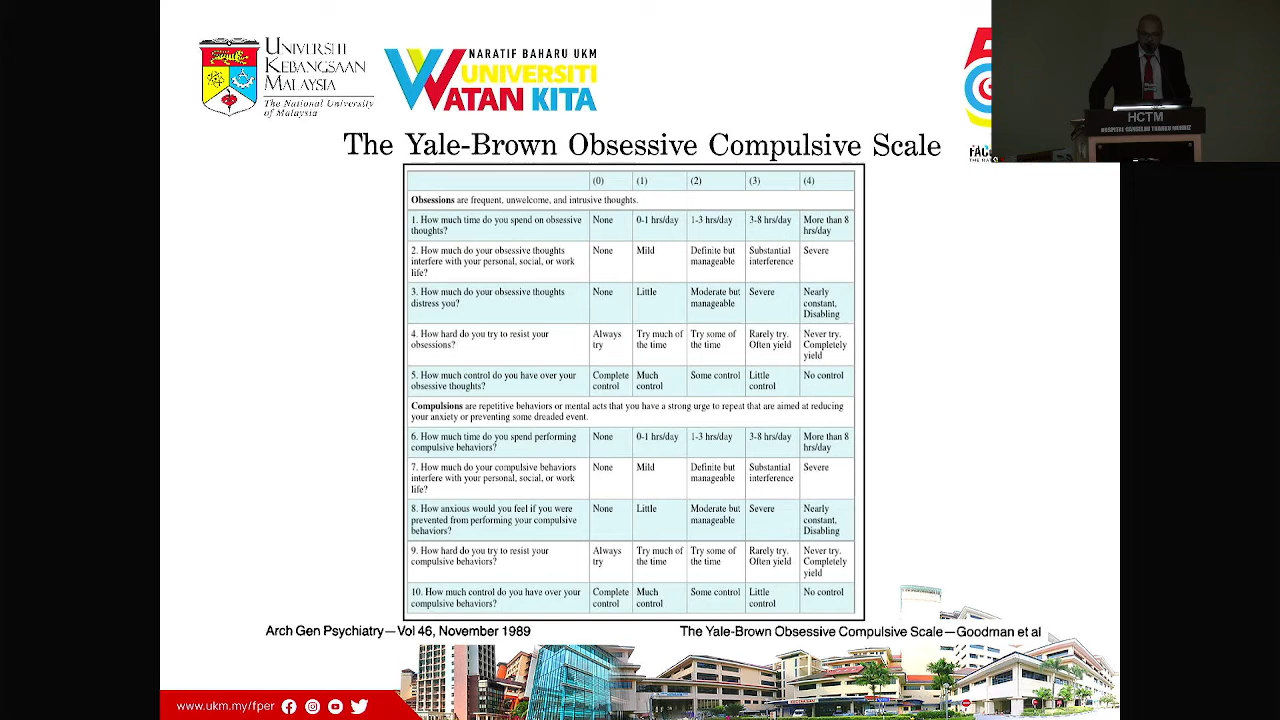 UNIVERSITI
KEBANGSAAN
MALAYSIA
The National University
of Malaysia
NARATIF BAHARU UKM
UNIVERSITI
WATAN KITA
HCTM
The Yale-Brown Obsessive Compulsive Scale
(0) (1) (2) (3) (4)
Obsessions are frequent, unwelcome, and intrusive thoughts.
1. How much time do you spend on obsessive None 0-1 hrs/day 1-3 hrs/day 3-8 hrs/day More than 8
thoughts? hrs/day
2. How much do your obsessive thoughts None Mild Definite but Substantial Severe
interfere with your personal, social, or work manageable interference
life?
3. How much do your obsessive thoughts None Little Moderate but Severe Nearly
distress you? manageable constant,
Disabling
4. How hard do you try to resist your Always Try much of Try some of Rarely try. Never try.
obsessions? try the time the time Often yield Completely
yield
5. How much control do you have over your Complete Much Some control Little No control
obsessive thoughts? control control control
Compulsions are repetitive behaviors or mental acts that you have a strong urge to repeat that are aimed at reducing
your anxiety or preventing some dreaded event.
6. How much time do you spend performing None 0-1 hrs/day 1-3 hrs/day 3-8 hrs/day More than 8
compulsive behaviors? hrs/day
7. How much do your compulsive behaviors None Mild Definite but Substantial Severe
interfere with your personal, social, or work manageable interference
life?
8. How anxious would you feel if you were None Little Moderate but Severe Nearly
prevented from performing your compulsive manageable constant,
behaviors? Disabling
9. How hard do you try to resist your Always Try much of Try some of Rarely try. Never try.
compulsive behaviors? try the time the time Often yield Completely
yield
10. How much control do you have over your Complete Much Some control Little No control
compulsive behaviors? control control control
Arch Gen Psychiatry—Vol 46, November 1989 The Yale-Brown Obsessive Compulsive Scale—Goodman et al
www.ukm.my/fper